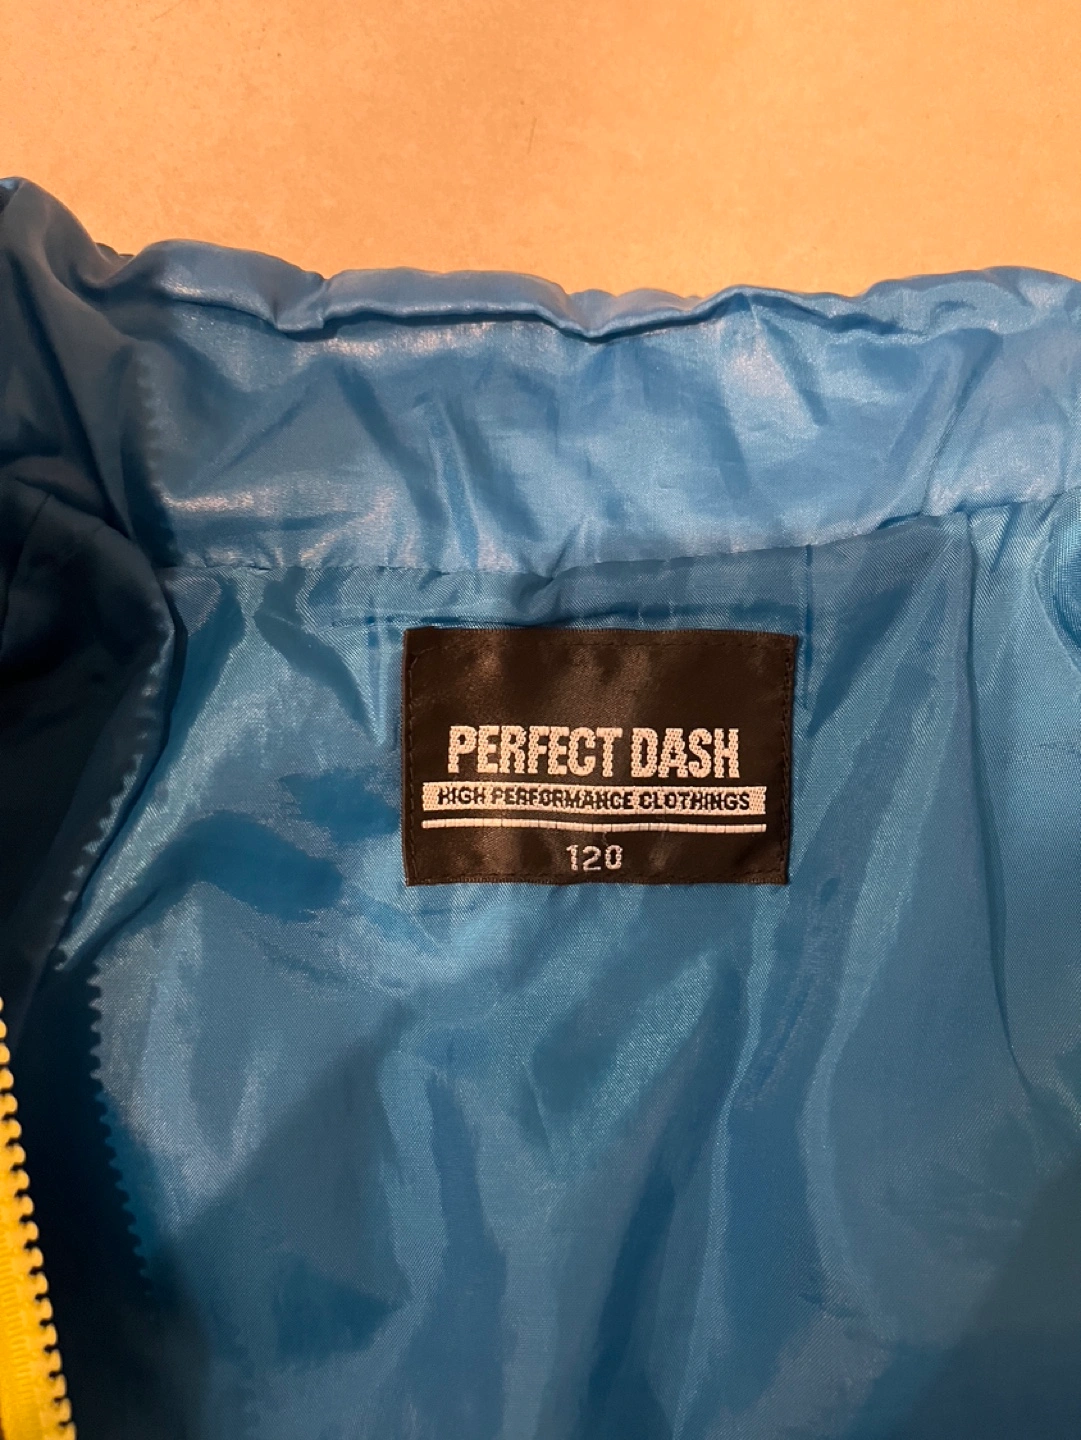 PERFECT DASH
HIGH PERFORMANCE CLOTHINGS
120